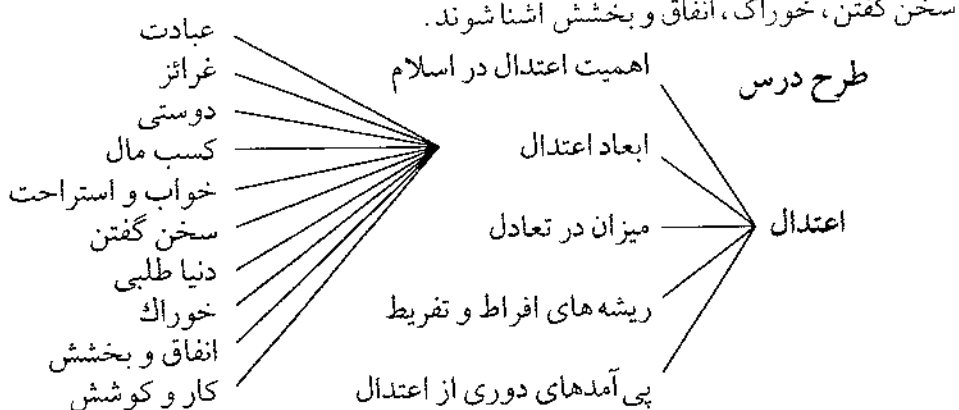 سخن گفتن، خوراک، انفاق و بخشش آشنا شوند.
طرح درس
اعتدال
اهمیت اعتدال در اسلام
ابعاد اعتدال
میزان در تعادل
ریشه‌های افراط و تفریط
پی‌آمدهای دوری از اعتدال
عبادت
غرائز
دوستی
کسب مال
خواب و استراحت
سخن گفتن
دنیا طلبی
خوراك
انفاق و بخشش
کار و کوشش